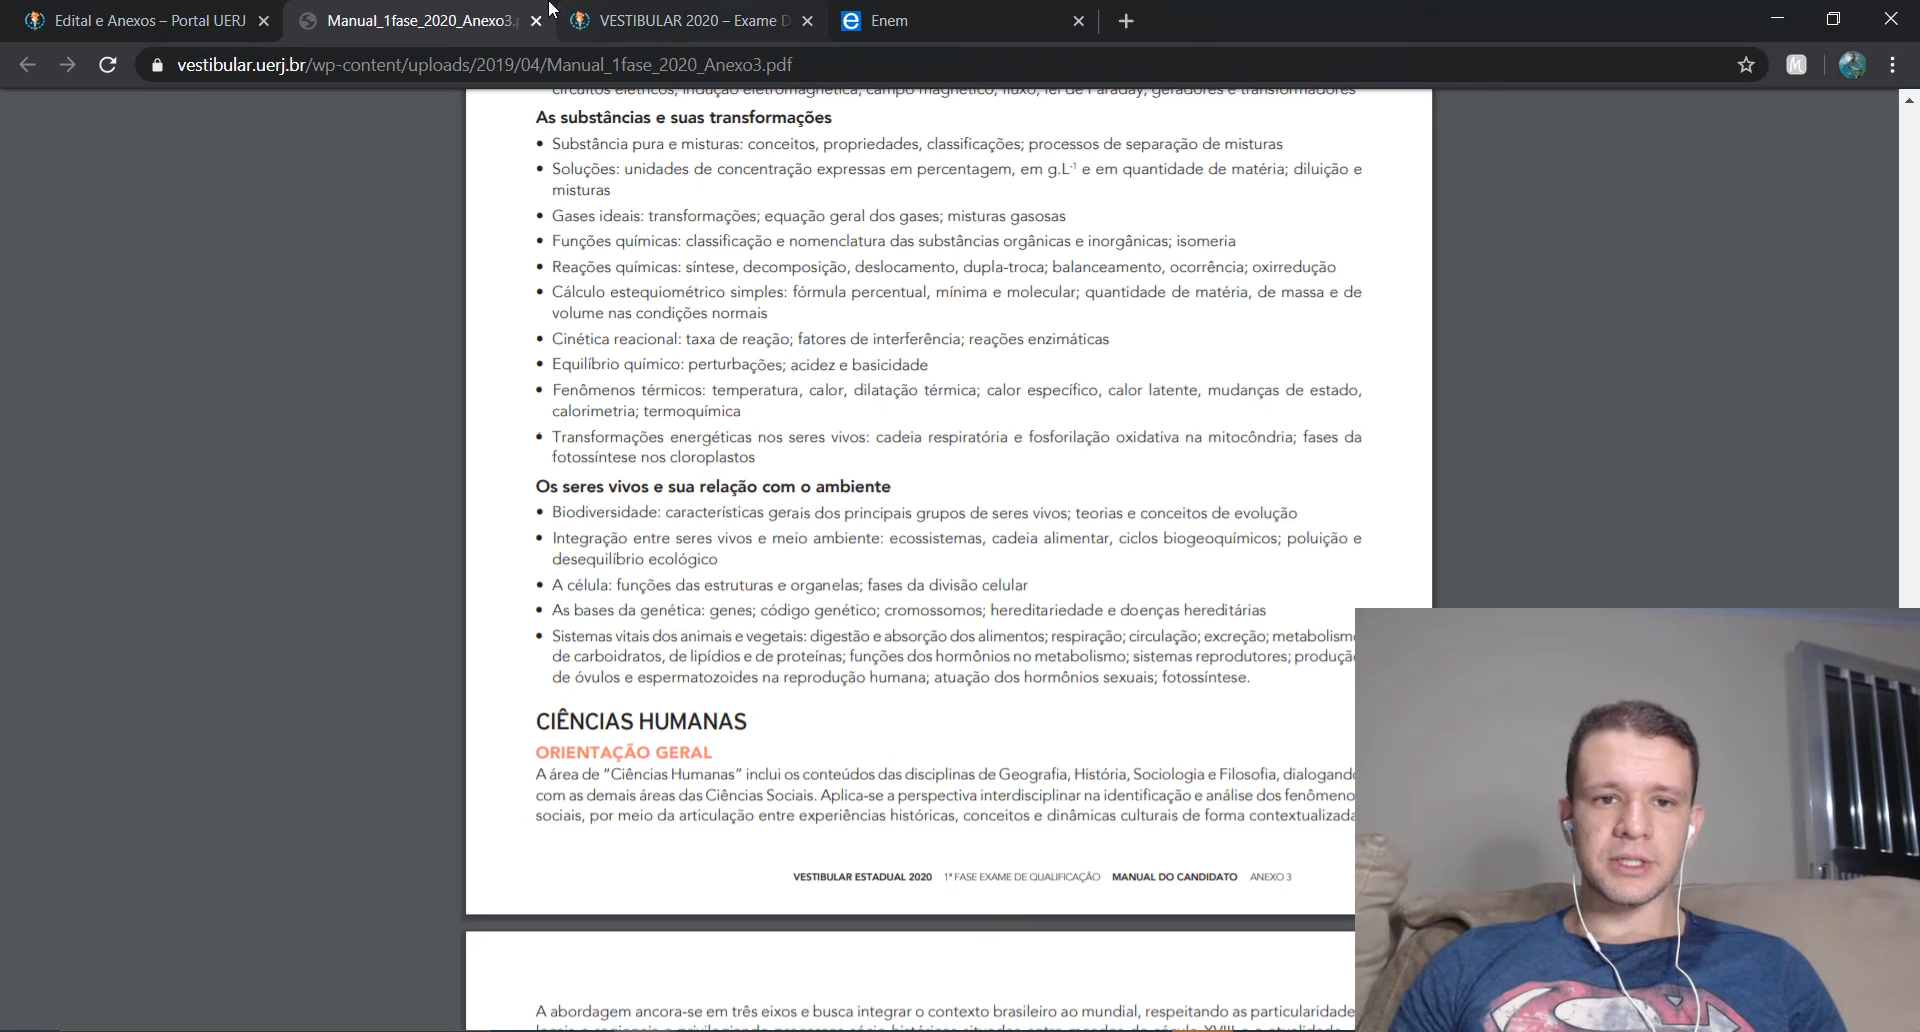 Edital e Anexos – Portal UERJ
Manual_1fase_2020_Anexo3.p
VESTIBULAR 2020 – Exame D
Enem
vestibular.uerj.br/wp-content/uploads/2019/04/Manual_1fase_2020_Anexo3.pdf
circuitos elétricos, indução eletromagnética, campo magnético, fluxo, lei de Faraday, geradores e transformadores
As substâncias e suas transformações
• Substância pura e misturas: conceitos, propriedades, classificações; processos de separação de misturas
• Soluções: unidades de concentração expressas em percentagem, em g.L⁻¹ e em quantidade de matéria; diluição e
misturas
• Gases ideais: transformações; equação geral dos gases; misturas gasosas
• Funções químicas: classificação e nomenclatura das substâncias orgânicas e inorgânicas; isomeria
• Reações químicas: síntese, decomposição, deslocamento, dupla-troca; balanceamento, ocorrência; oxirredução
• Cálculo estequiométrico simples: fórmula percentual, mínima e molecular; quantidade de matéria, de massa e de
volume nas condições normais
• Cinética reacional: taxa de reação; fatores de interferência; reações enzimáticas
• Equilíbrio químico: perturbações; acidez e basicidade
• Fenômenos térmicos: temperatura, calor, dilatação térmica; calor específico, calor latente, mudanças de estado,
calorimetria; termoquímica
• Transformações energéticas nos seres vivos: cadeia respiratória e fosforilação oxidativa na mitocôndria; fases da
fotossíntese nos cloroplastos
Os seres vivos e sua relação com o ambiente
• Biodiversidade: características gerais dos principais grupos de seres vivos; teorias e conceitos de evolução
• Integração entre seres vivos e meio ambiente: ecossistemas, cadeia alimentar, ciclos biogeoquímicos; poluição e
desequilíbrio ecológico
• A célula: funções das estruturas e organelas; fases da divisão celular
• As bases da genética: genes; código genético; cromossomos; hereditariedade e doenças hereditárias
• Sistemas vitais dos animais e vegetais: digestão e absorção dos alimentos; respiração; circulação; excreção; metabolism
de carboidratos, de lipídios e de proteínas; funções dos hormônios no metabolismo; sistemas reprodutores; produçã
de óvulos e espermatozoides na reprodução humana; atuação dos hormônios sexuais; fotossíntese.
CIÊNCIAS HUMANAS
ORIENTAÇÃO GERAL
A área de "Ciências Humanas" inclui os conteúdos das disciplinas de Geografia, História, Sociologia e Filosofia, dialogand
com as demais áreas das Ciências Sociais. Aplica-se a perspectiva interdisciplinar na identificação e análise dos fenômeno
sociais, por meio da articulação entre experiências históricas, conceitos e dinâmicas culturais de forma contextualizada
VESTIBULAR ESTADUAL 2020 1ª FASE EXAME DE QUALIFICAÇÃO MANUAL DO CANDIDATO ANEXO 3
A abordagem ancora-se em três eixos e busca integrar o contexto brasileiro ao mundial, respeitando as particularidade